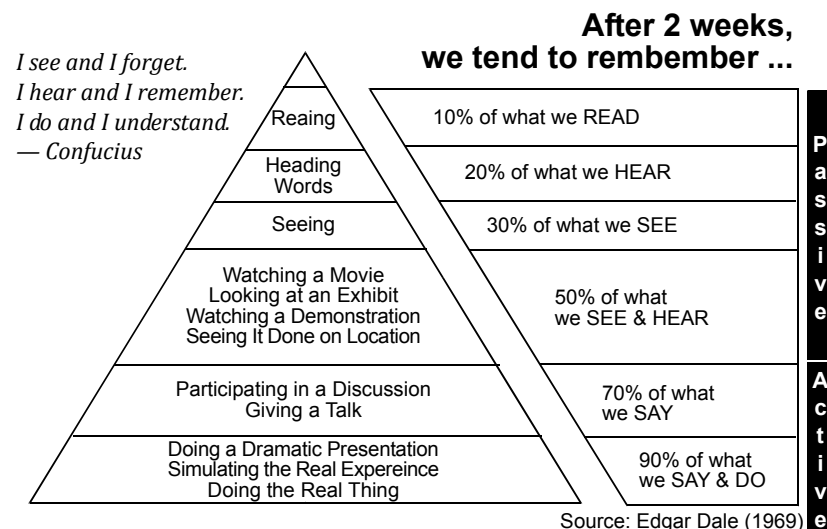 After 2 weeks,
we tend to rembember ...
I see and I forget.
I hear and I remember.
I do and I understand.
— Confucius
Reaing
10% of what we READ
Heading
Words
20% of what we HEAR
Seeing
30% of what we SEE
Watching a Movie
Looking at an Exhibit
Watching a Demonstration
Seeing It Done on Location
50% of what
we SEE & HEAR
Participating in a Discussion
Giving a Talk
70% of what
we SAY
Doing a Dramatic Presentation
Simulating the Real Expereince
Doing the Real Thing
90% of what
we SAY & DO
Passive
Active
Source: Edgar Dale (1969)